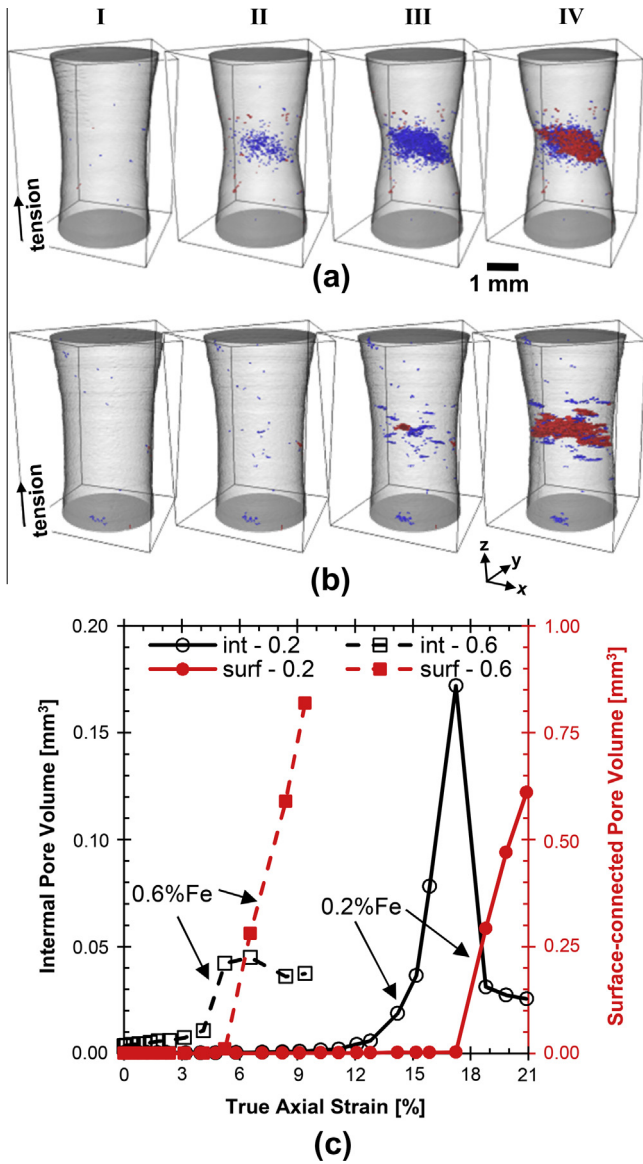 I II III IV
tension
(a)
1 mm
tension
z
y
x
(b)
0.20 1.00
int - 0.2 int - 0.6
surf - 0.2 surf - 0.6
0.15 0.75
0.10 0.50
0.6%Fe 0.2%Fe
0.05 0.25
0.00 0.00
0 3 6 9 12 15 18 21
Intermal Pore Volume [mm³]
Surface-connected Pore Volume [mm³]
True Axial Strain [%]
(c)